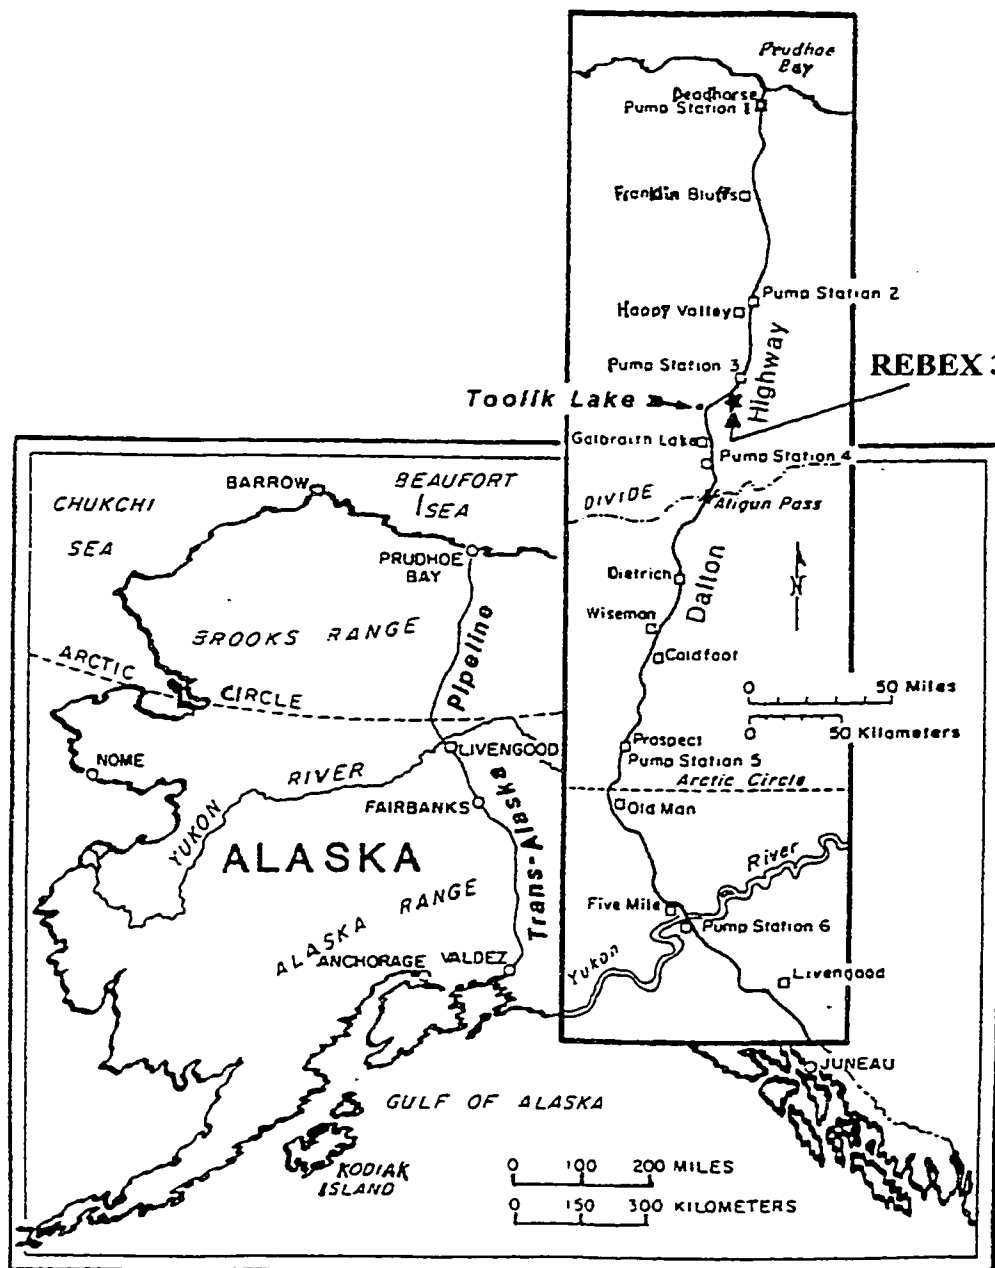 Prudhoe
Bay
Deadhorse
Pump Station 1
Franklin Bluffs
Pump Station 2
Happy Valley
Pump Station 3
Highway
REBEX 3
Toolik Lake
Galbraith Lake
Pump Station 4
DIVIDE
Atigun Pass
Dietrich
Dalton
N
Wiseman
Coldfoot
0 50 Miles
0 50 Kilometers
Prospect
Pump Station 5
Arctic Circle
Old Man
River
Five Mile
Pump Station 6
Yukon
Livengood
CHUKCHI
SEA
BARROW
BEAUFORT
SEA
PRUDHOE
BAY
BROOKS RANGE
ARCTIC
CIRCLE
Pipeline
NOME
LIVENGOOD
YUKON
RIVER
FAIRBANKS
Trans-Alaska
ALASKA
ALASKA RANGE
ANCHORAGE
VALDEZ
JUNEAU
GULF OF ALASKA
KODIAK
ISLAND
0 100 200 MILES
0 150 300 KILOMETERS